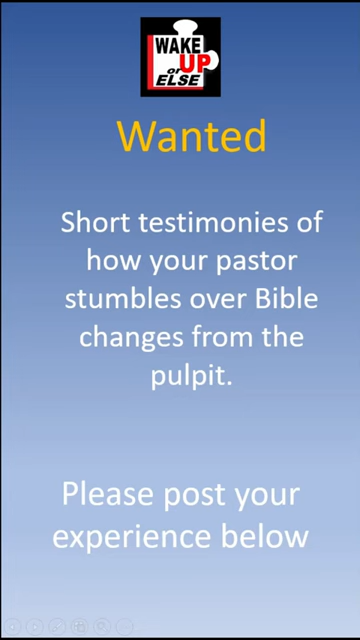 WAKE
UP
or
ELSE
Wanted
Short testimonies of
how your pastor
stumbles over Bible
changes from the
pulpit.
Please post your
experience below